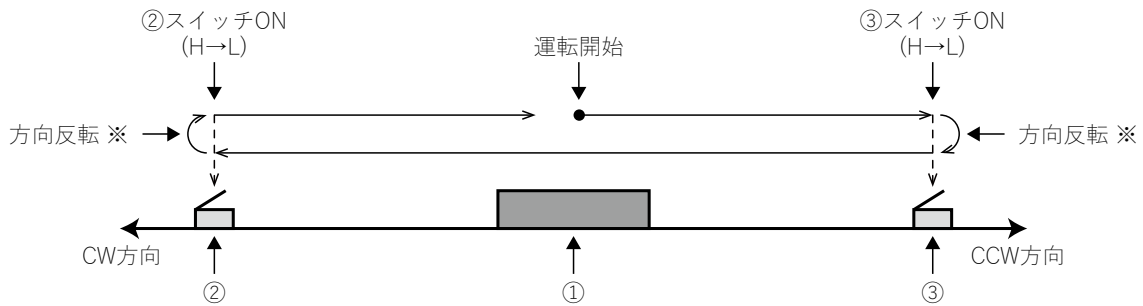 ②スイッチON
(H→L)
運転開始
③スイッチON
(H→L)
方向反転 ※
方向反転 ※
CW方向
CCW方向
②
①
③